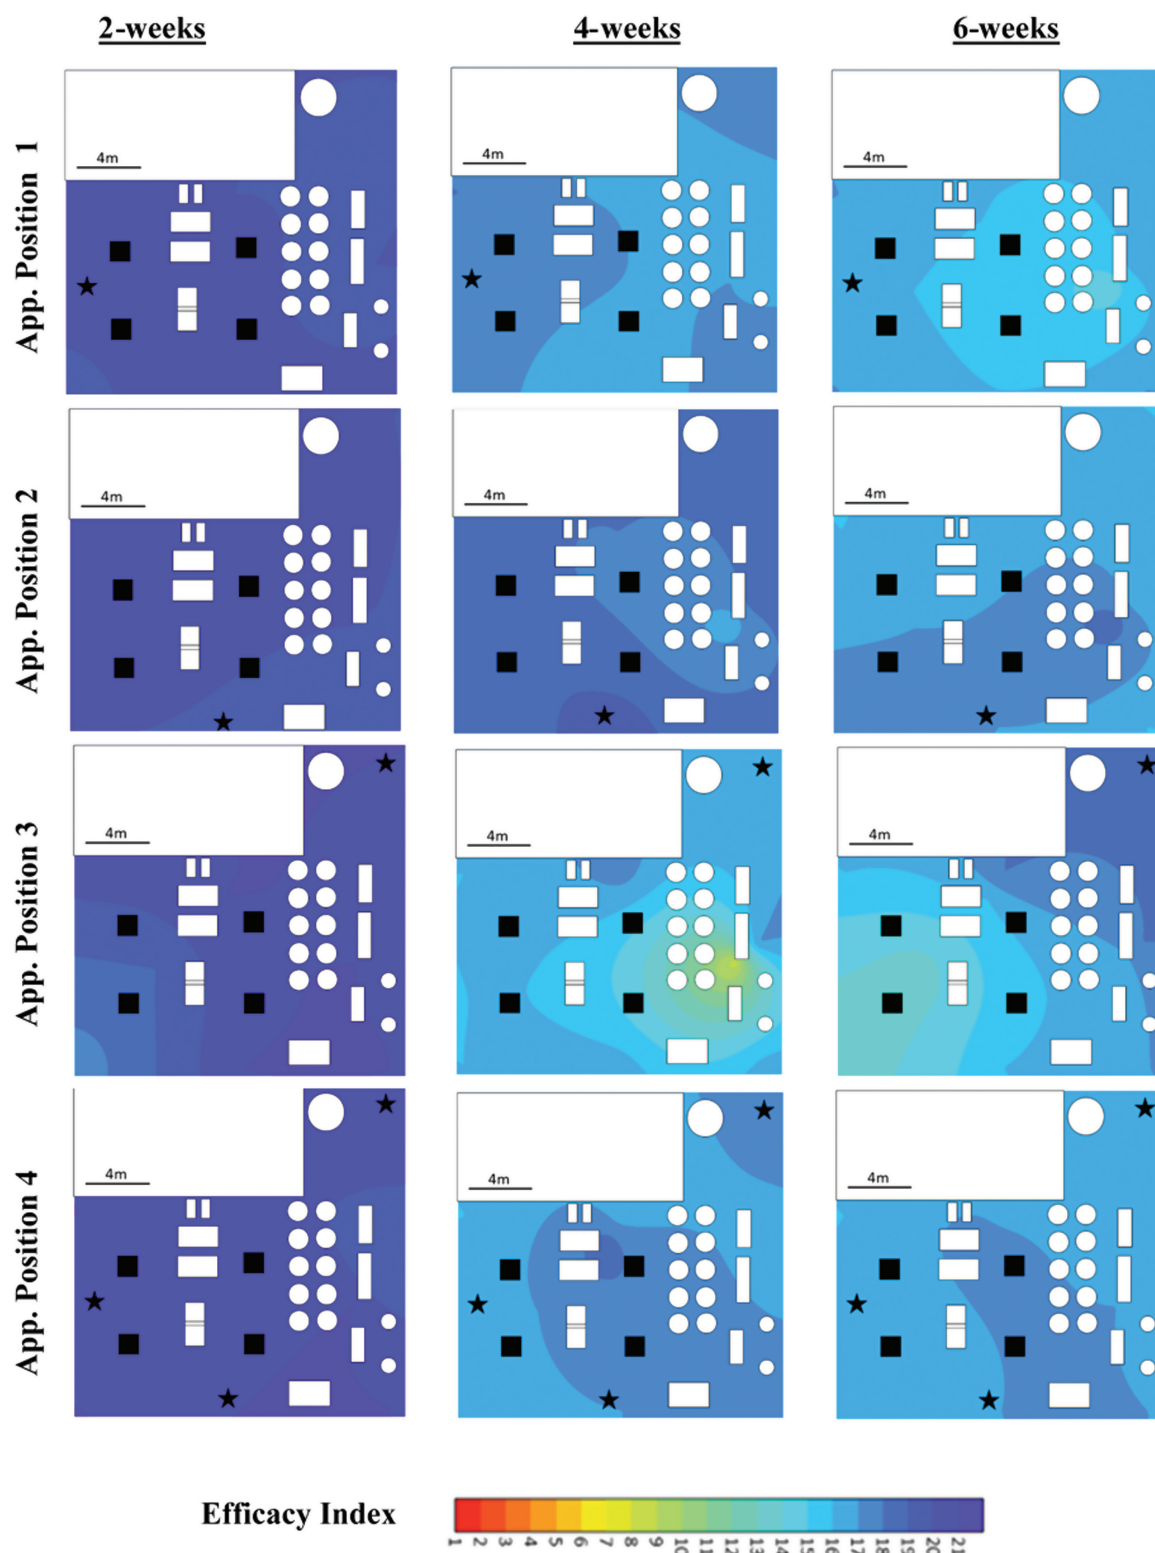 2-weeks 4-weeks 6-weeks
App. Position 1
4m 4m 4m
App. Position 2
4m 4m 4m
App. Position 3
4m 4m 4m
App. Position 4
4m 4m 4m
Efficacy Index
1 2 3 4 5 6 7 8 9 10 11 12 13 14 15 16 17 18 19 20 21